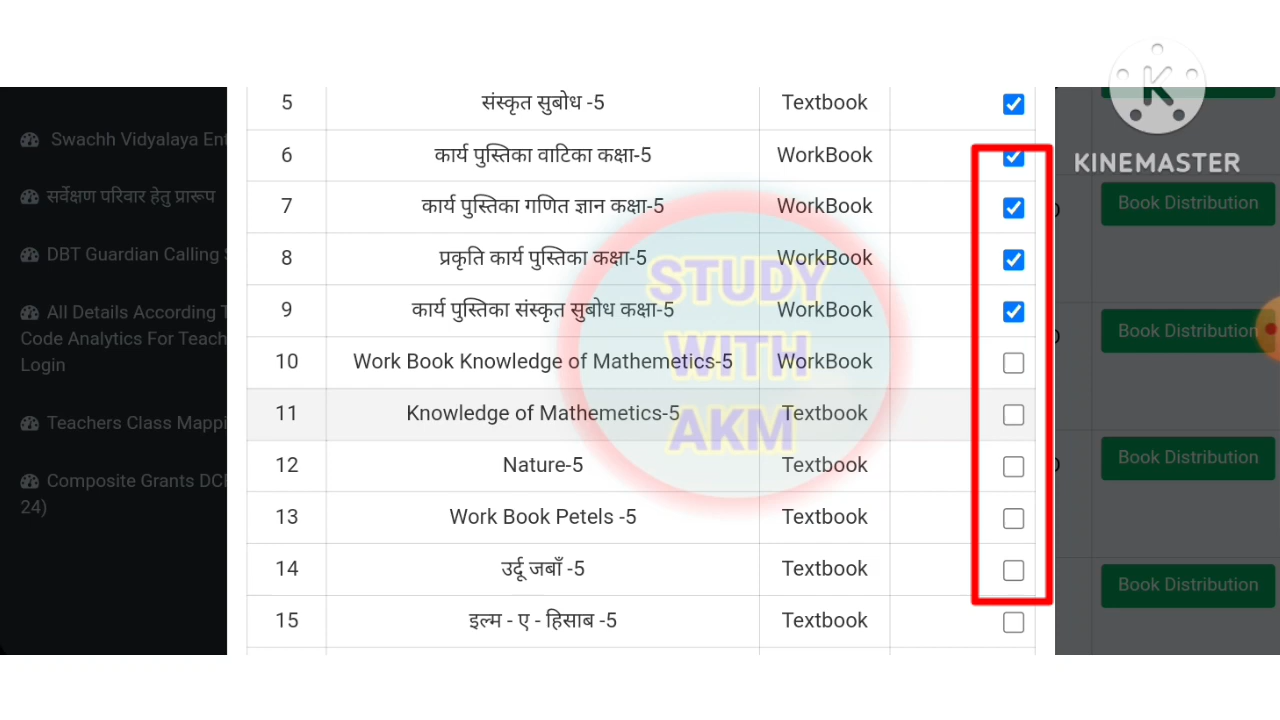 5 संस्कृत सुबोध -5 Textbook
Swachh Vidyalaya Ent
6 कार्य पुस्तिका वाटिका कक्षा-5 WorkBook
KINEMASTER
सर्वेक्षण परिवार हेतु प्रारूप
7 कार्य पुस्तिका गणित ज्ञान कक्षा-5 WorkBook
Book Distribution
DBT Guardian Calling
8 प्रकृति कार्य पुस्तिका कक्षा-5 WorkBook
STUDY
WITH
AKM
All Details According T
Code Analytics For Teach
Login
9 कार्य पुस्तिका संस्कृत सुबोध कक्षा-5 WorkBook
Book Distribution
10 Work Book Knowledge of Mathemetics-5 WorkBook
Teachers Class Mappi
11 Knowledge of Mathemetics-5 Textbook
12 Nature-5 Textbook
Book Distribution
Composite Grants DCF
24)
13 Work Book Petels -5 Textbook
14 उर्दू जबाँ -5 Textbook
Book Distribution
15 इल्म - ए - हिसाब -5 Textbook